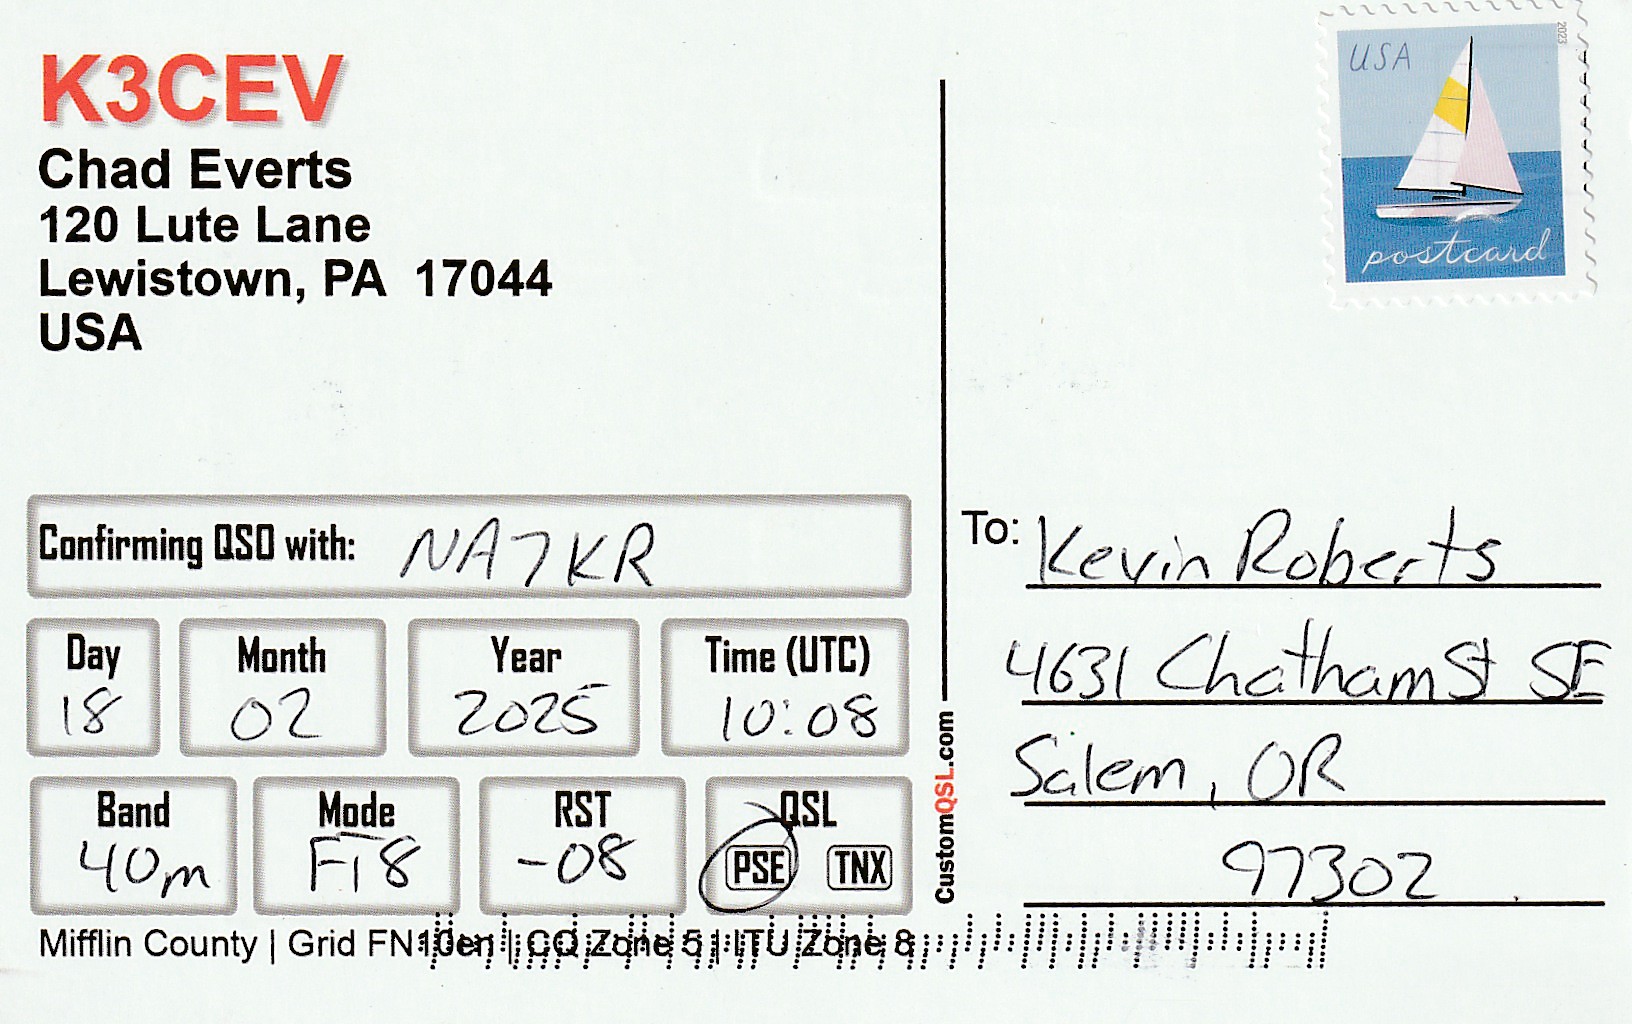 K3CEV
Chad Everts
120 Lute Lane
Lewistown, PA 17044
USA
2023
USA
postcard
Confirming QSO with: NA7KR
Day
18
Month
02
Year
2025
Time (UTC)
10:08
Band
40m
Mode
FT8
RST
-08
QSL
PSE TNX
Mifflin County | Grid FN10en | CQ Zone 5 | ITU Zone 8
CustomQSL.com
To: Kevin Roberts
4631 Chatham St SE
Salem, OR
97302